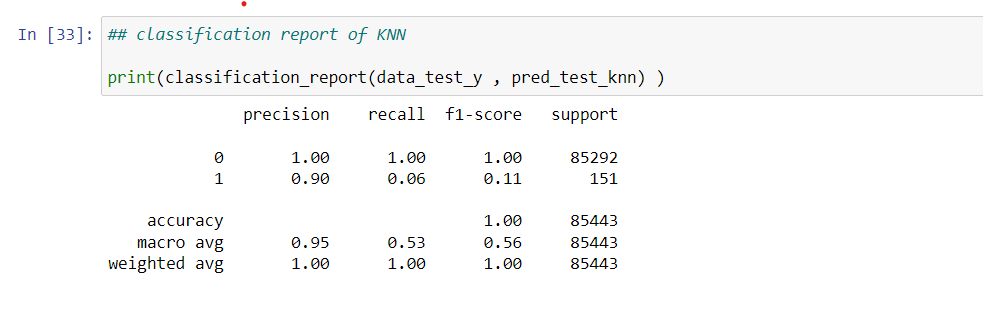 In [33]: ## classification report of KNN
print(classification_report(data_test_y , pred_test_knn) )
precision recall f1-score support
0 1.00 1.00 1.00 85292
1 0.90 0.06 0.11 151
accuracy 1.00 85443
macro avg 0.95 0.53 0.56 85443
weighted avg 1.00 1.00 1.00 85443